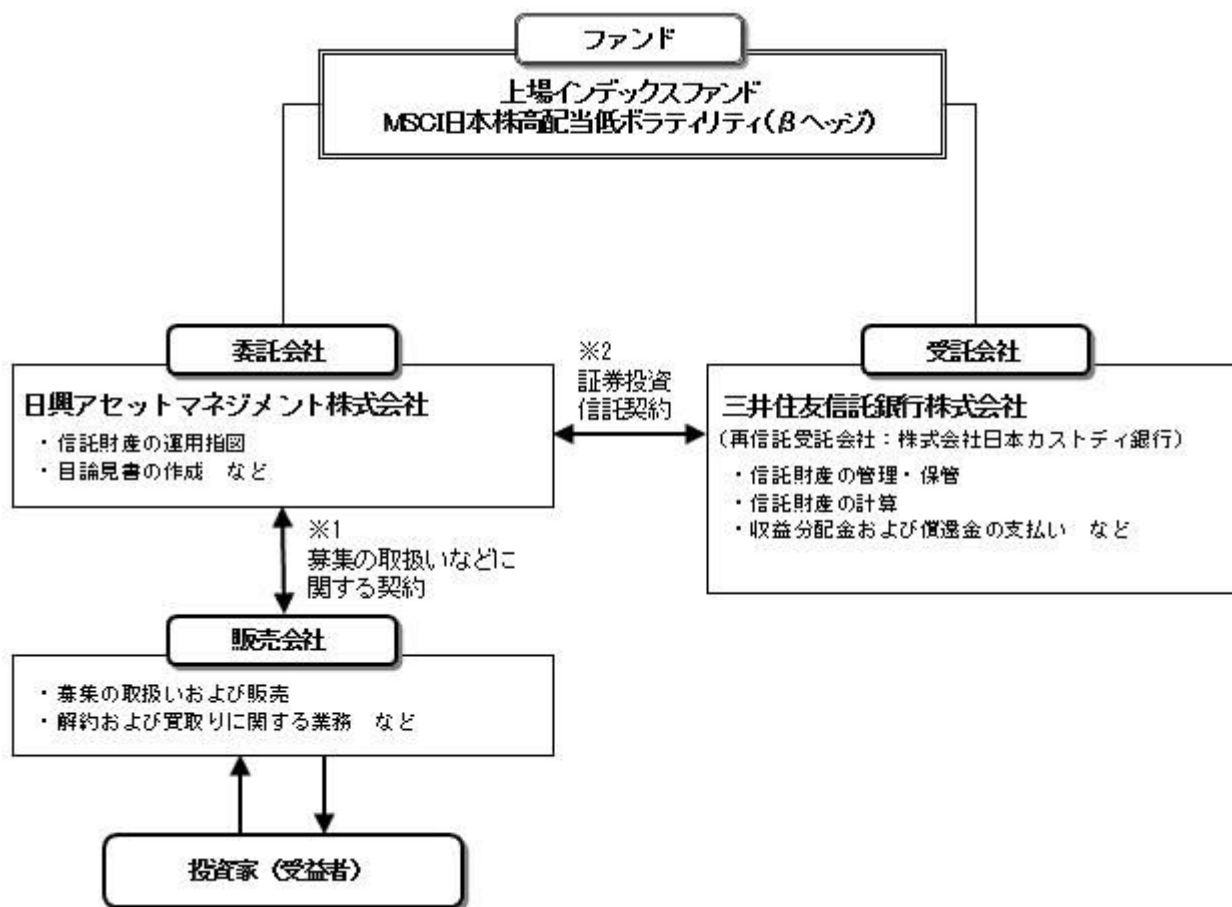 ファンド
上場インデックスファンド
MSCI日本株高配当低ボラティリティ(βヘッジ)
委託会社
日興アセットマネジメント株式会社
・信託財産の運用指図
・目論見書の作成 など
※2
証券投資
信託契約
受託会社
三井住友信託銀行株式会社
(再信託受託会社：株式会社日本カストディ銀行)
・信託財産の管理・保管
・信託財産の計算
・収益分配金および償還金の支払い など
※1
募集の取扱いなどに
関する契約
販売会社
・募集の取扱いおよび販売
・解約および買取りに関する業務 など
投資家(受益者)